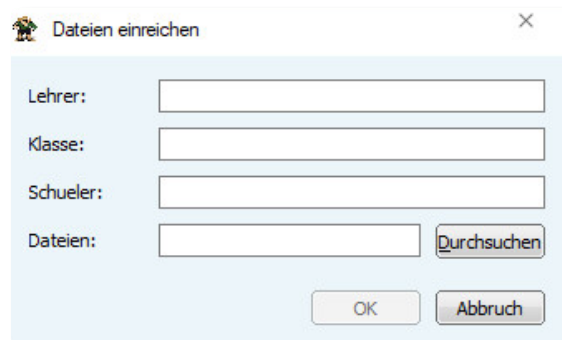 Dateien einreichen
Lehrer:
Klasse:
Schueler:
Dateien: Durchsuchen
OK Abbruch